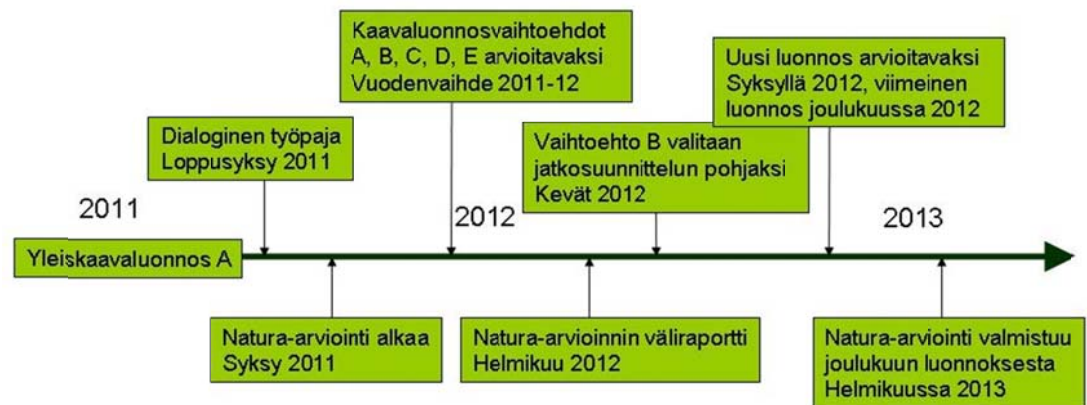 Kaavaluonnosvaihtoehdot
A, B, C, D, E arvioitavaksi
Vuodenvaihde 2011-12
Uusi luonnos arvioitavaksi
Syksyllä 2012, viimeinen
luonnos joulukuussa 2012
Dialoginen työpaja
Loppusyksy 2011
Vaihtoehto B valitaan
jatkosuunnittelun pohjaksi
Kevät 2012
2011
2012
2013
Yleiskaavaluonnos A
Natura-arviointi alkaa
Syksy 2011
Natura-arvioinnin väliraportti
Helmikuu 2012
Natura-arviointi valmistuu
joulukuun luonnoksesta
Helmikuussa 2013